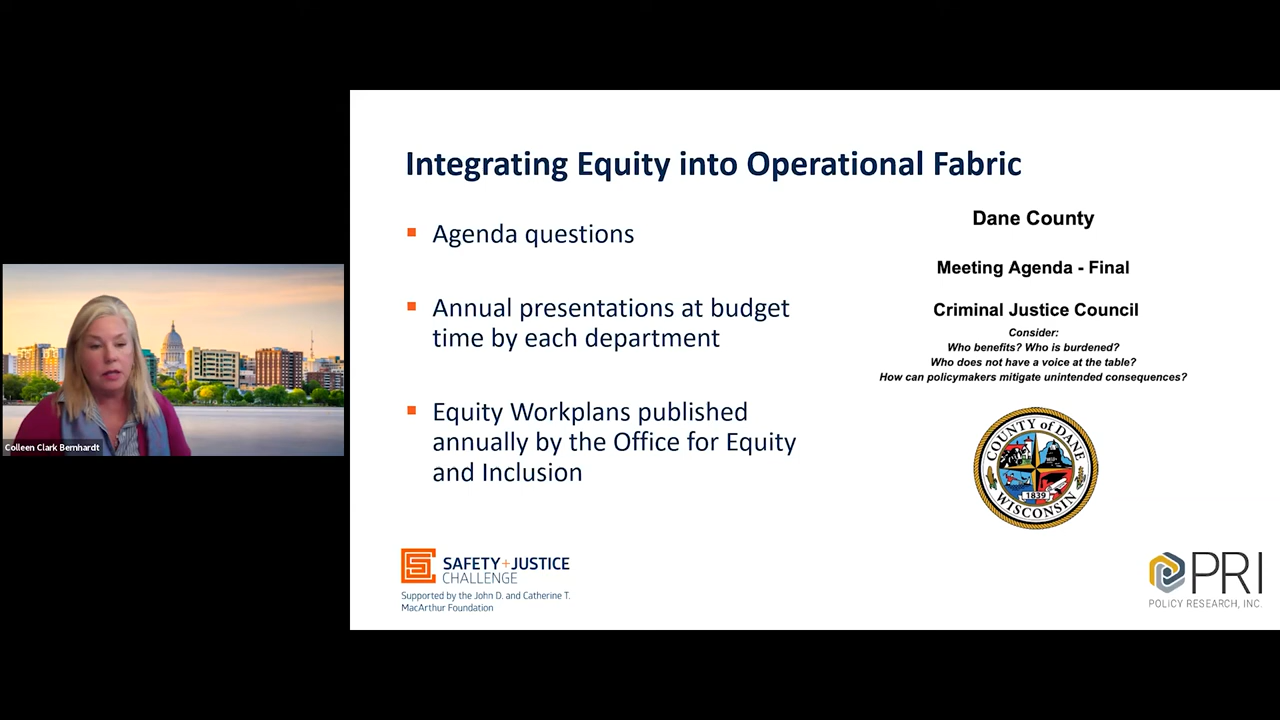 Integrating Equity into Operational Fabric
Agenda questions
Annual presentations at budget
time by each department
Equity Workplans published
annually by the Office for Equity
and Inclusion
Dane County
Meeting Agenda - Final
Criminal Justice Council
Consider:
Who benefits? Who is burdened?
Who does not have a voice at the table?
How can policymakers mitigate unintended consequences?
COUNTY OF DANE
1839
WISCONSIN
Colleen Clark Bernhardt
SAFETY+JUSTICE
CHALLENGE
Supported by the John D. and Catherine T.
MacArthur Foundation
PRI
POLICY RESEARCH, INC.